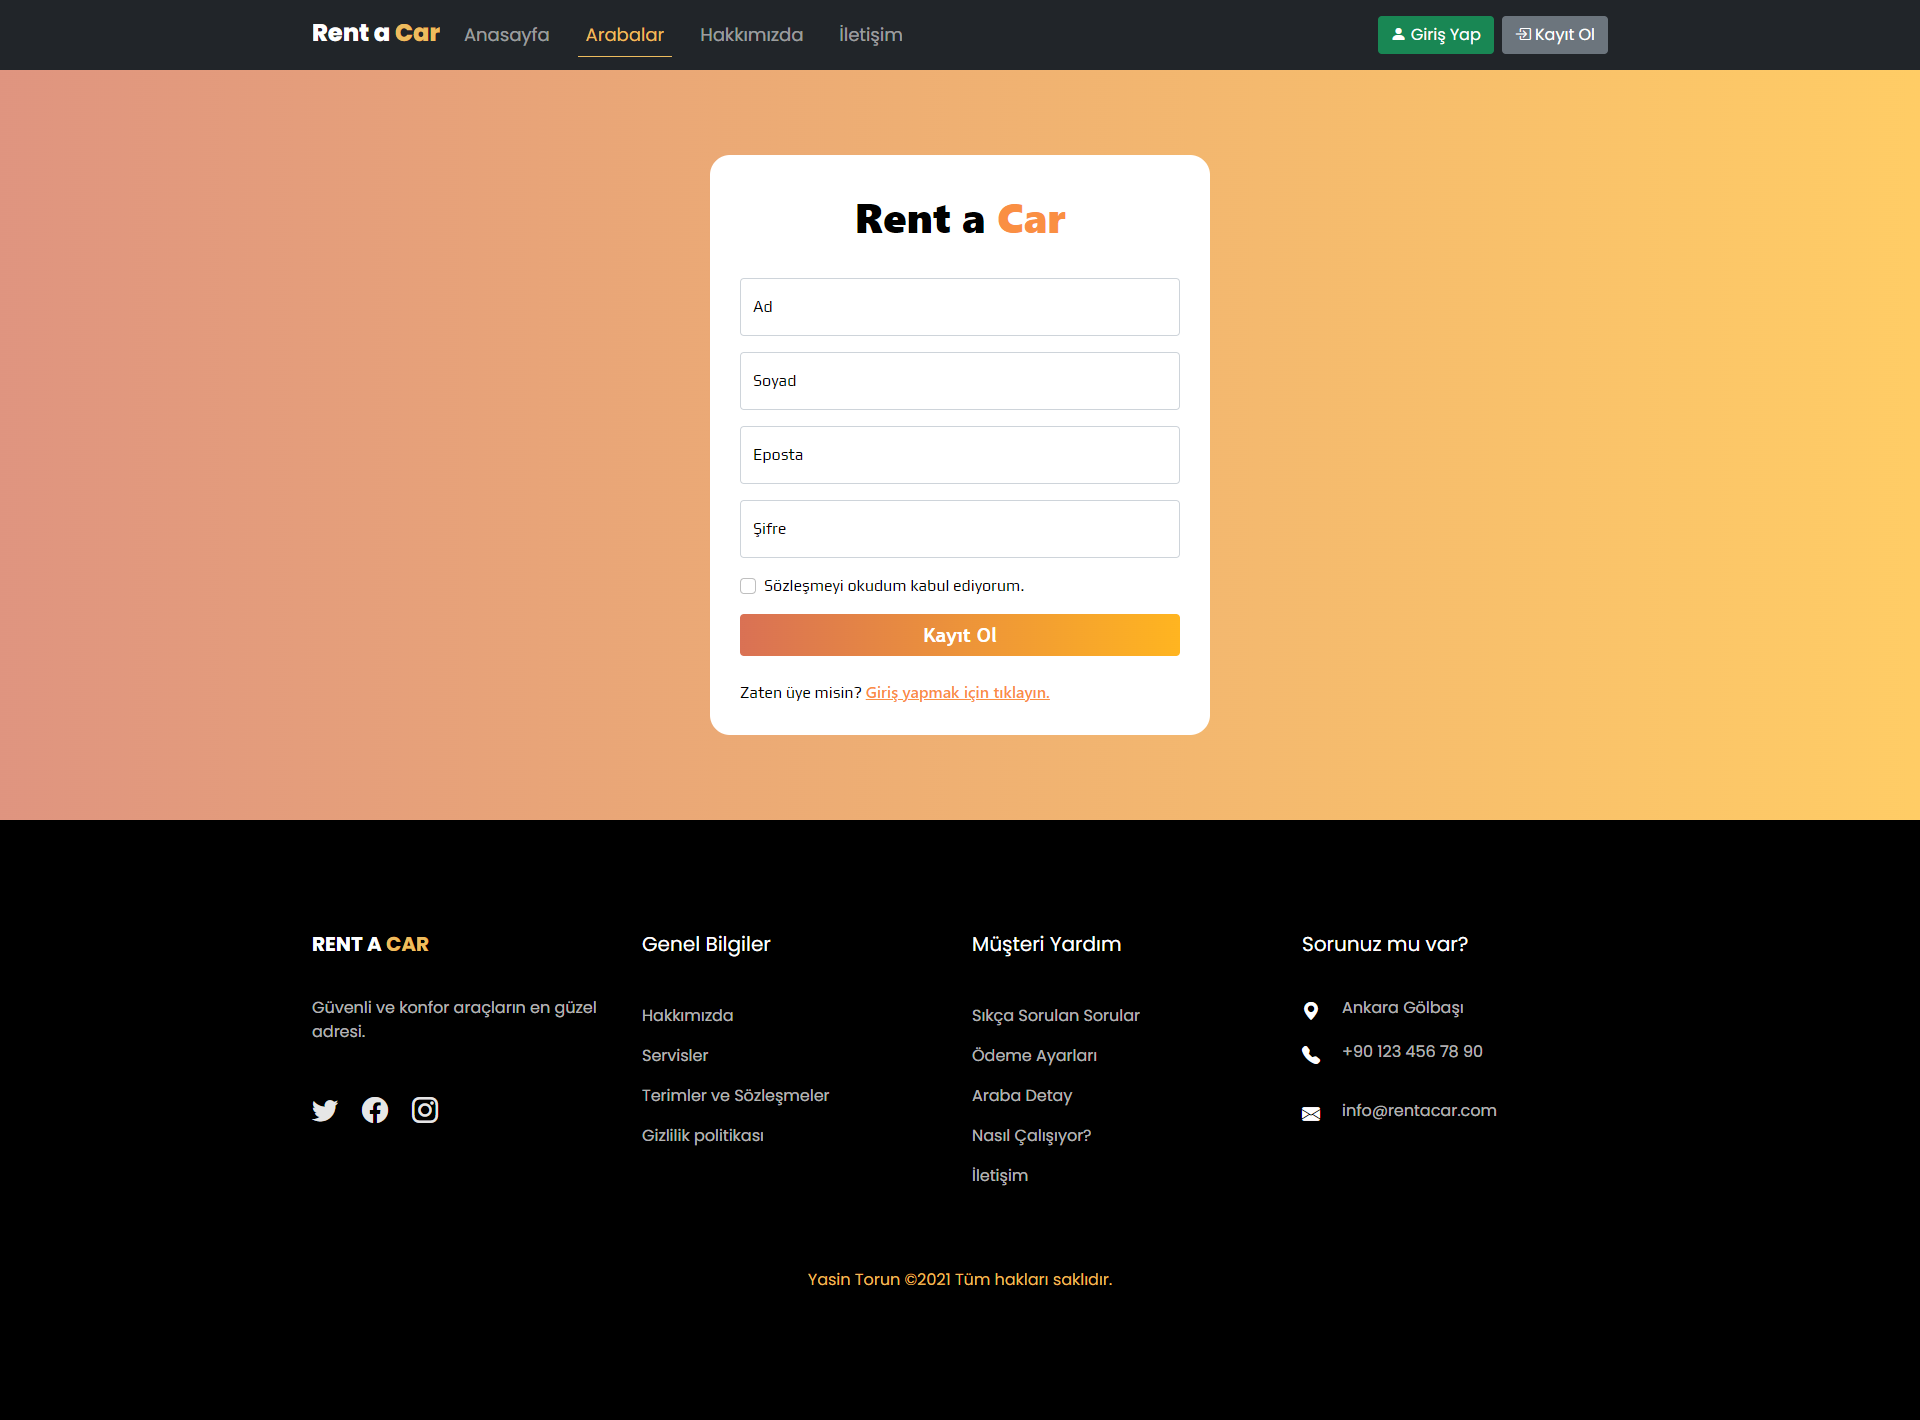 Rent a Car Anasayfa Arabalar Hakkımızda İletişim Giriş Yap Kayıt Ol
Rent a Car
Ad
Soyad
Eposta
Şifre
Sözleşmeyi okudum kabul ediyorum.
Kayıt Ol
Zaten üye misin? Giriş yapmak için tıklayın.
RENT A CAR
Güvenli ve konfor araçların en güzel
adresi.
Genel Bilgiler
Hakkımızda
Servisler
Terimler ve Sözleşmeler
Gizlilik politikası
Müşteri Yardım
Sıkça Sorulan Sorular
Ödeme Ayarları
Araba Detay
Nasıl Çalışıyor?
İletişim
Sorunuz mu var?
Ankara Gölbaşı
+90 123 456 78 90
info@rentacar.com
Yasin Torun ©2021 Tüm hakları saklıdır.